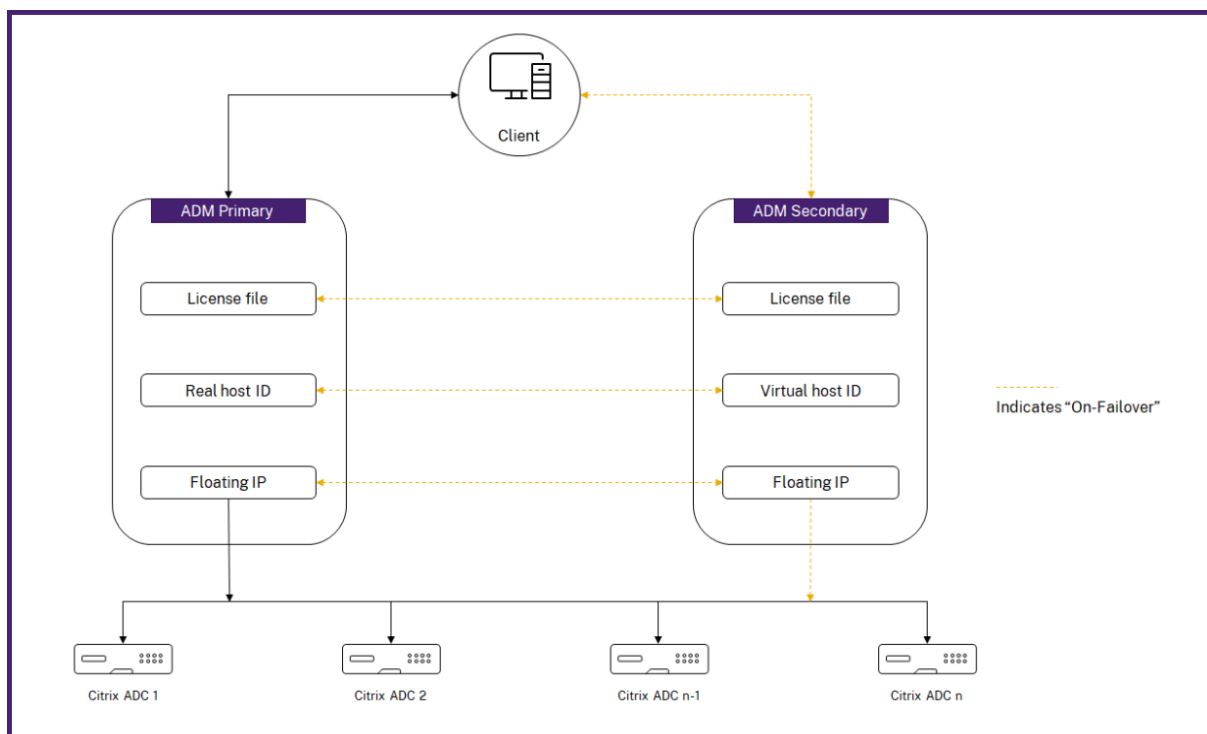 Client
ADM Primary
ADM Secondary
License file
License file
Real host ID
Virtual host ID
Indicates “On-Failover”
Floating IP
Floating IP
Citrix ADC 1
Citrix ADC 2
Citrix ADC n-1
Citrix ADC n